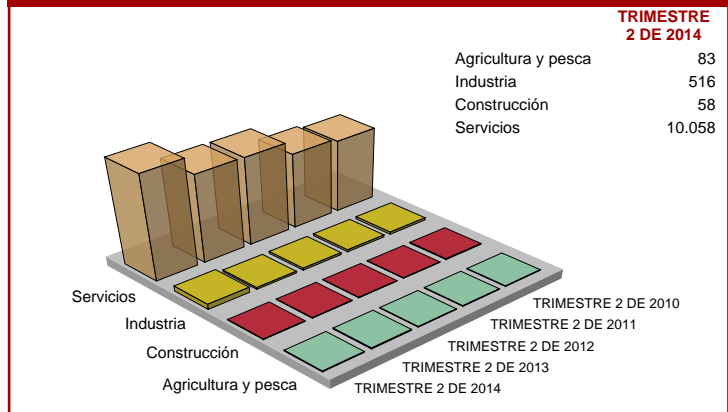 TRIMESTRE
2 DE 2014
Agricultura y pesca 83
Industria 516
Construcción 58
Servicios 10.058
Servicios
Industria
Construcción
Agricultura y pesca
TRIMESTRE 2 DE 2010
TRIMESTRE 2 DE 2011
TRIMESTRE 2 DE 2012
TRIMESTRE 2 DE 2013
TRIMESTRE 2 DE 2014